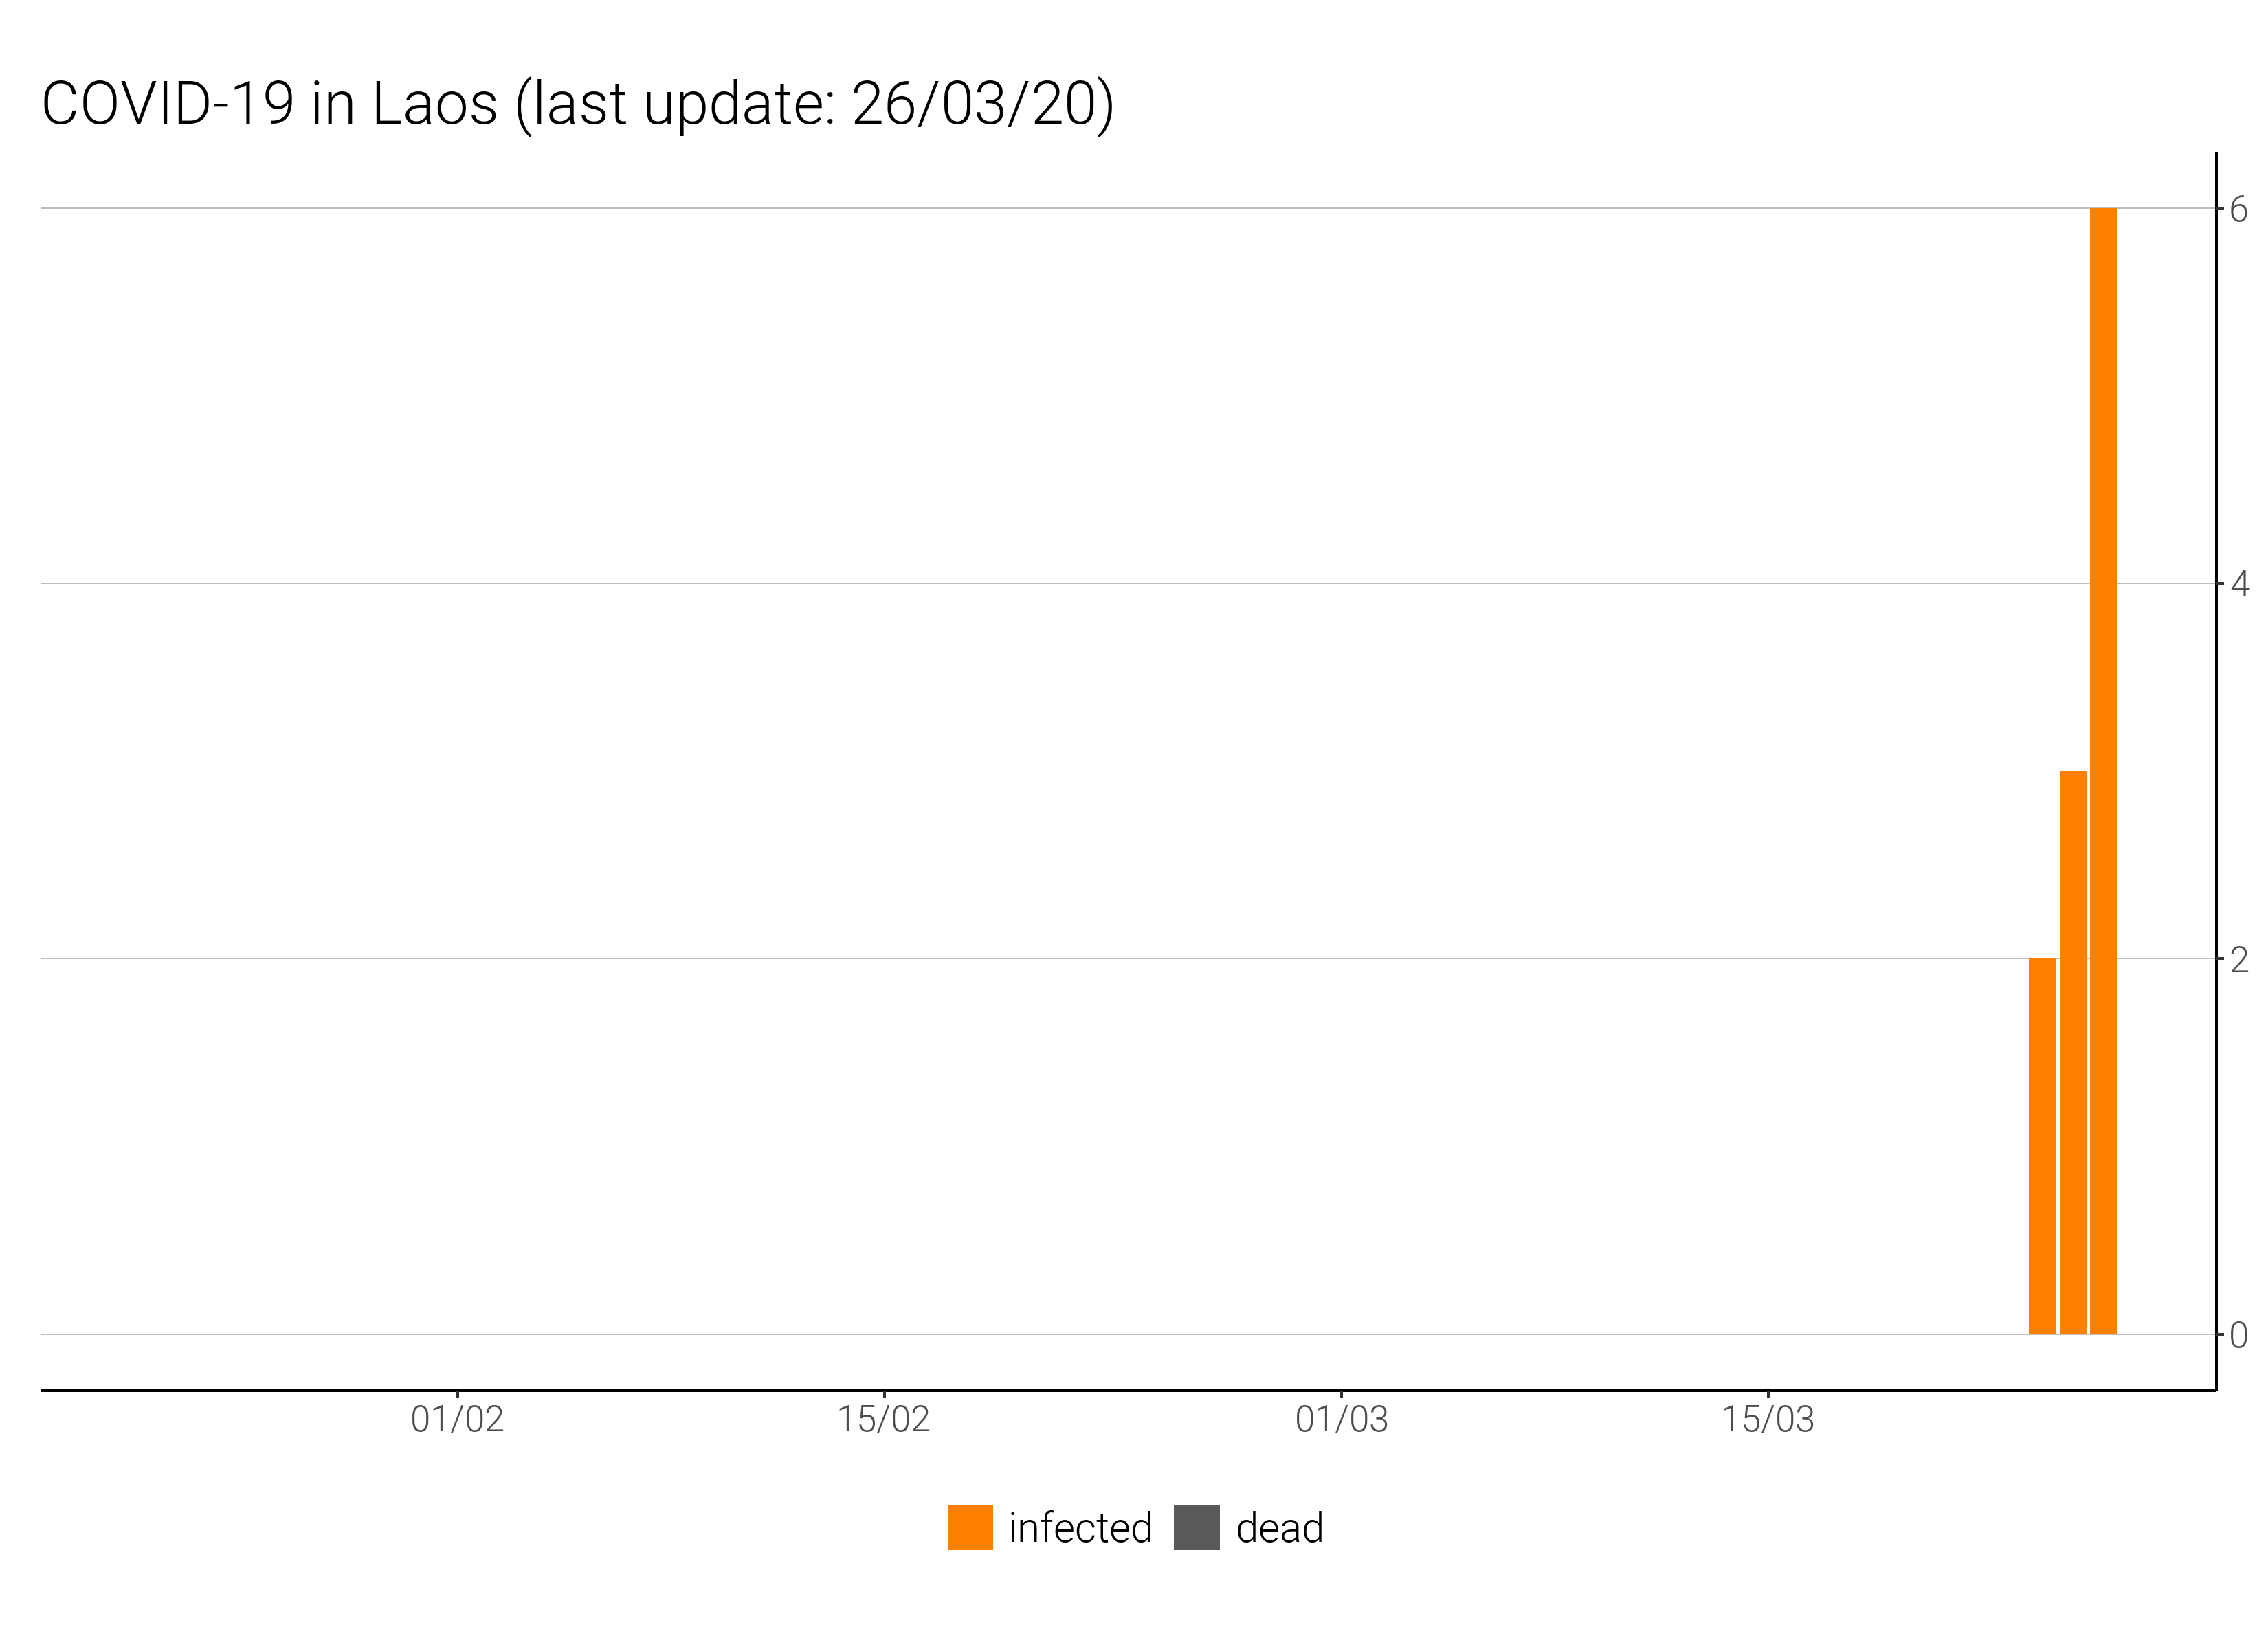 COVID-19 in Laos (last update: 26/03/20)
6
4
2
0
01/02 15/02 01/03 15/03
infected dead